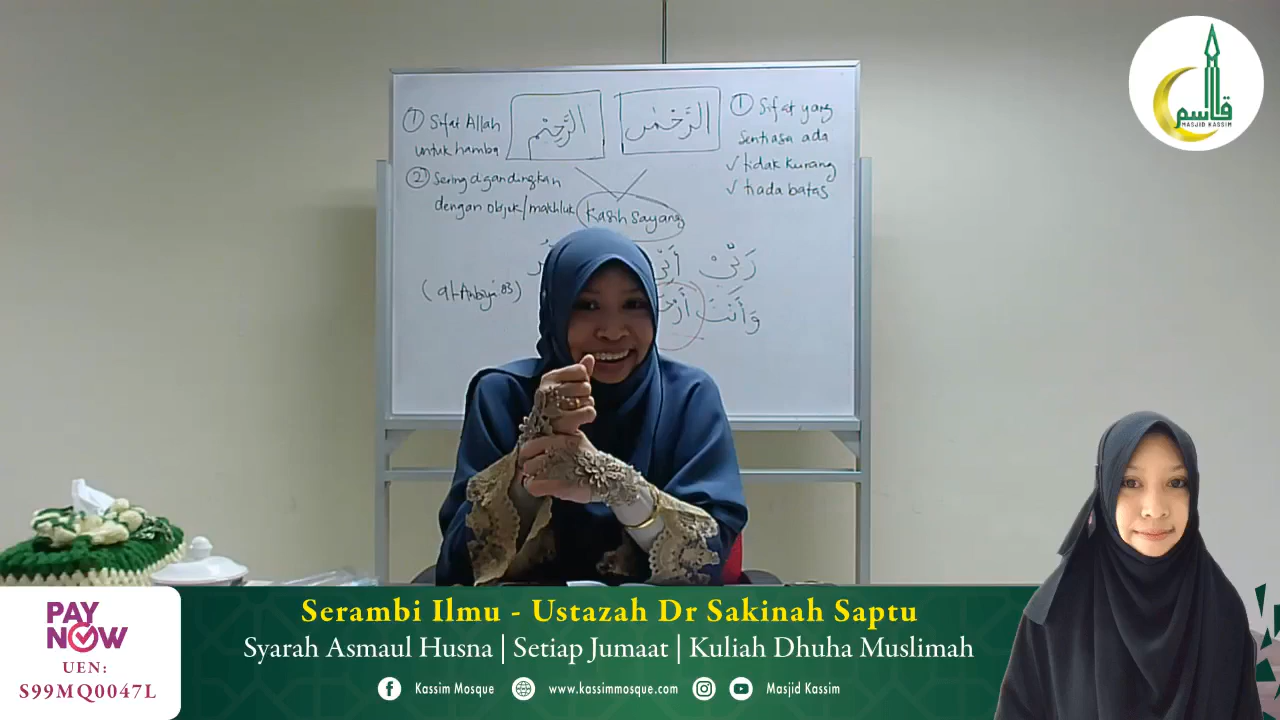 ① Sifat Allah
untuk hamba
الرَّحِيْم
الرَّحْمٰن
① Sifat yang
sentiasa ada
✓ tidak kurang
✓ tiada batas
② Sering digandingkan
dengan objek/makhluk
Kasih Sayang
رَبَّهُ أَنِّي
وَأَنْتَ
(al-Anbiya' 83)
قاسم
MASJID KASSIM
PAY
NOW
UEN:
S99MQ0047L
Serambi Ilmu - Ustazah Dr Sakinah Saptu
Syarah Asmaul Husna | Setiap Jumaat | Kuliah Dhuha Muslimah
Kassim Mosque
www.kassimmosque.com
Masjid Kassim